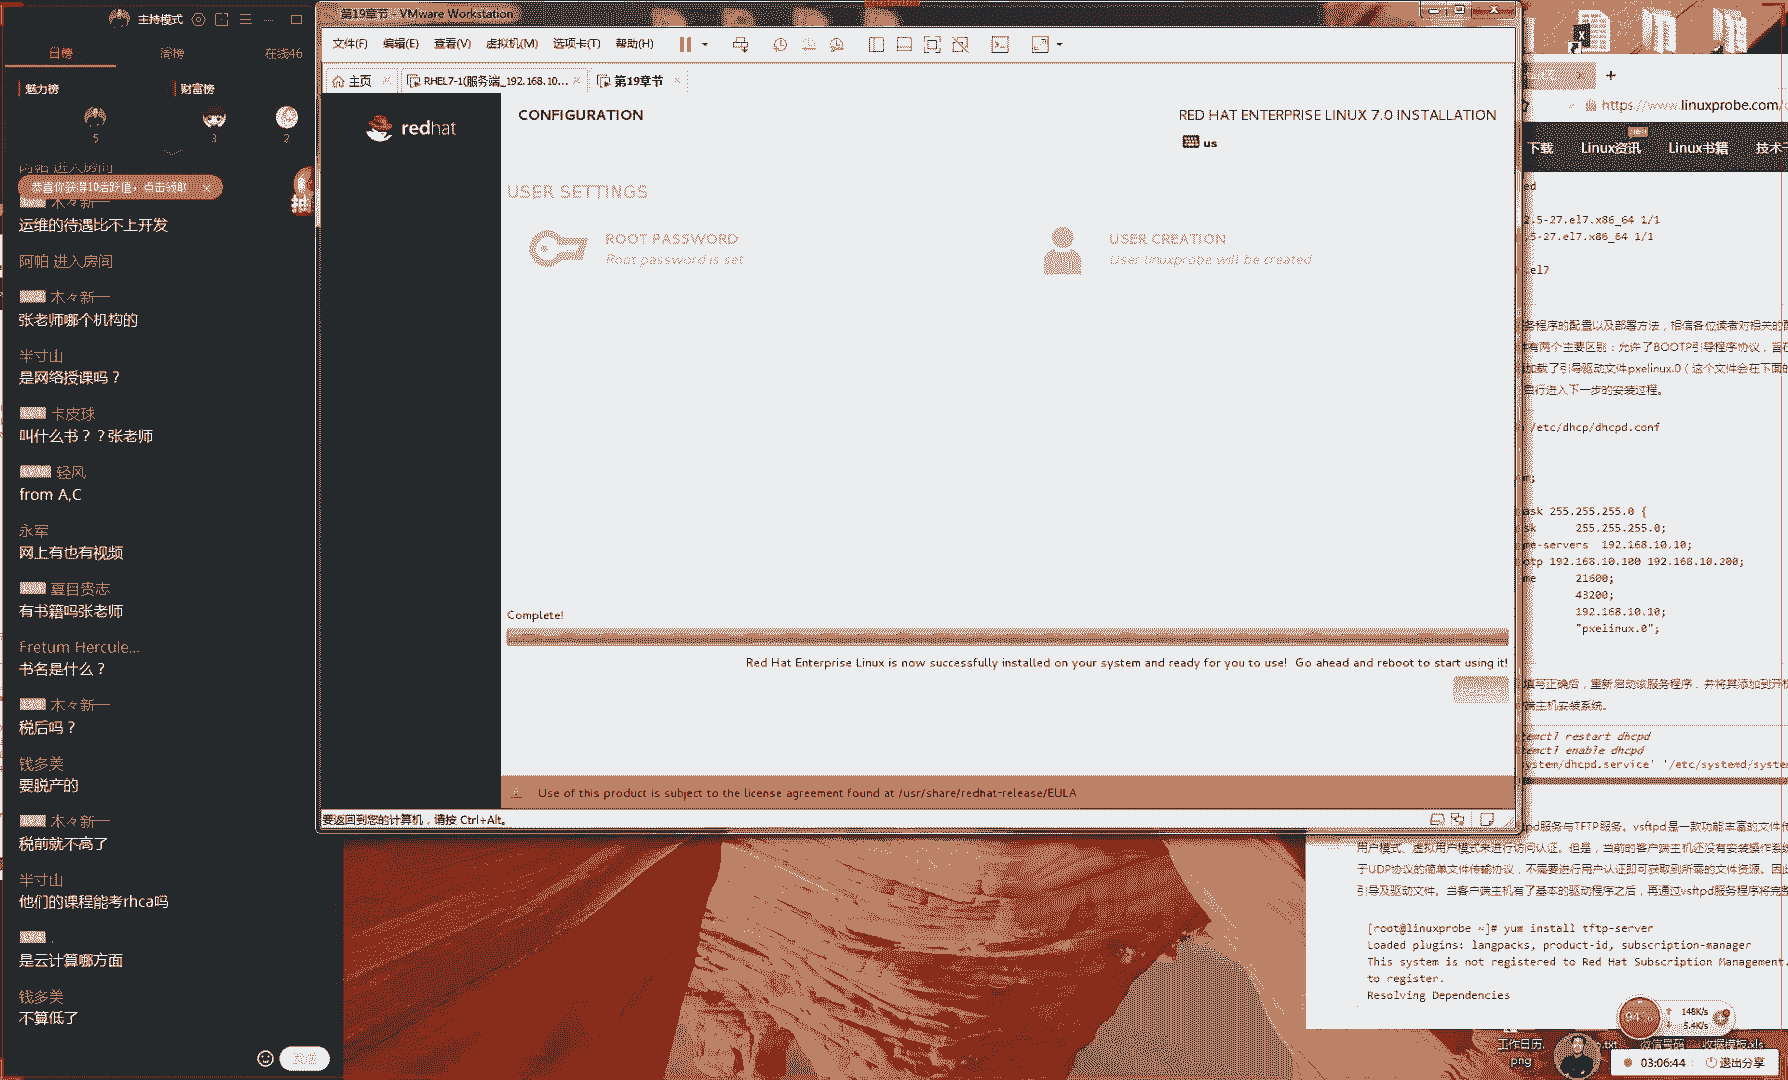 主持模式
日榜
周榜
在线46
魅力榜
财富榜
5
3
2
阿帕 进入房间
恭喜你获得10活跃值，点击领取
木々新一
运维的待遇比不上开发
阿帕 进入房间
木々新一
张老师哪个机构的
半寸山
是网络授课吗？
卡皮球
叫什么书？？张老师
轻风
from A,C
永军
网上有也有视频
夏目贵志
有书籍吗张老师
Fretum Hercule...
书名是什么？
木々新一
税后吗？
钱多美
要脱产的
木々新一
税前就不高了
半寸山
他们的课程能考rhca吗
.
是云计算哪方面
钱多美
不算低了
第19章节 - VMware Workstation
文件(F) 编辑(E) 查看(V) 虚拟机(M) 选项卡(T) 帮助(H)
主页
RHEL7-1(服务端_192.168.10...
第19章节
redhat
CONFIGURATION
RED HAT ENTERPRISE LINUX 7.0 INSTALLATION
us
USER SETTINGS
ROOT PASSWORD
Root password is set
USER CREATION
User linuxprobe will be created
Complete!
Red Hat Enterprise Linux is now successfully installed on your system and ready for you to use! Go ahead and reboot to start using it!
Use of this product is subject to the license agreement found at /usr/share/redhat-release/EULA
要返回到您的计算机，请按 Ctrl+Alt。
https://www.linuxprobe.com/
下载
Linux资讯
Linux书籍
技术干
ed
2.5-27.el7.x86_64 1/1
.5-27.el7.x86_64 1/1
.el7
务程序的配置以及部署方法，相信各位读者对相关的配
有两个主要区别：允许了BOOTP引导程序协议，旨在
加载了引导驱动文件pxelinux.0（这个文件会在下面的
自行进入下一步的安装过程。
/etc/dhcp/dhcpd.conf
m;
ask 255.255.255.0 {
sk 255.255.255.0;
me-servers 192.168.10.10;
otp 192.168.10.100 192.168.10.200;
me 21600;
43200;
192.168.10.10;
"pxelinux.0";
填写正确后，重新启动该服务程序，并将其添加到开机
端主机安装系统。
temctl restart dhcpd
temctl enable dhcpd
ystem/dhcpd.service' '/etc/systemd/system
pd服务与TFTP服务。vsftpd是一款功能丰富的文件传
用户模式、虚拟用户模式来进行访问认证。但是，当前的客户端主机还没有安装操作系统
于UDP协议的简单文件传输协议，不需要进行用户认证即可获取到所需的文件资源。因此
引导及驱动文件。当客户端主机有了基本的驱动程序之后，再通过vsftpd服务程序将完整
[root@linuxprobe ~]# yum install tftp-server
Loaded plugins: langpacks, product-id, subscription-manager
This system is not registered to Red Hat Subscription Management.
to register.
Resolving Dependencies
94
148K/s
5.4K/s
工作日历.
png
.txt
微信号码
收据模板.xls
03:06:44
退出分享